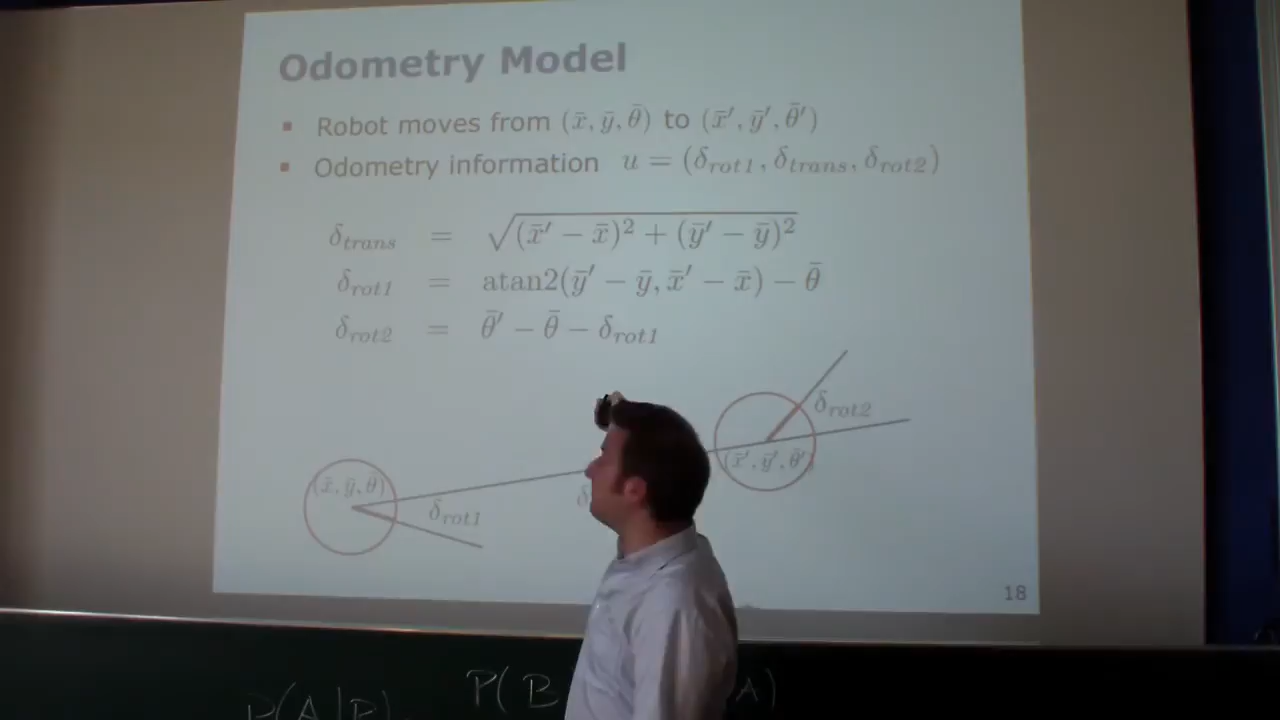 Odometry Model
▪ Robot moves from (x̄, ȳ, θ̄) to (x̄′, ȳ′, θ̄′)
▪ Odometry information u = (δrot1, δtrans, δrot2)
δtrans = √(x̄′ − x̄)² + (ȳ′ − ȳ)²
δrot1 = atan2(ȳ′ − ȳ, x̄′ − x̄) − θ̄
δrot2 = θ̄′ − θ̄ − δrot1
δrot2
(x̄′, ȳ′, θ̄′)
(x̄, ȳ, θ̄)
δ
δrot1
18
P(B A)
P(A|B)